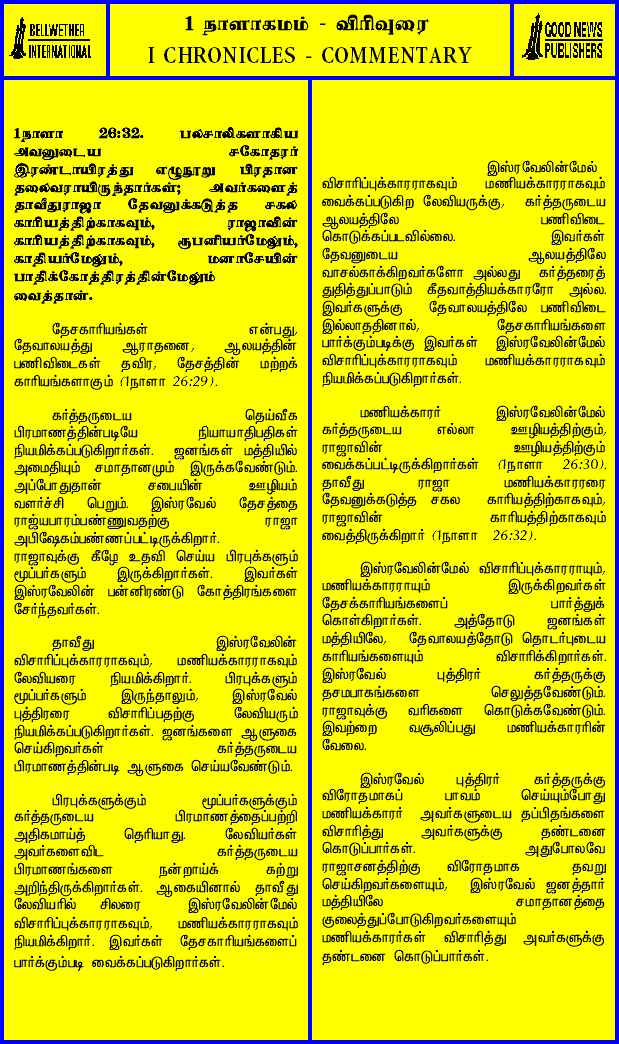 BELLWETHER
INTERNATIONAL
1 நாளாகமம் - விரிவுரை
I CHRONICLES - COMMENTARY
GOOD NEWS
PUBLISHERS
1நாளா 26:32. பலசாலிகளாகிய
அவனுடைய சகோதரர்
இரண்டாயிரத்து எழுநூறு பிரதான
தலைவராயிருந்தார்கள்; அவர்களைத்
தாவீதுராஜா தேவனுக்கடுத்த சகல
காரியத்திற்காகவும், ராஜாவின்
காரியத்திற்காகவும், ரூபனியர்மேலும்,
காதியர்மேலும், மனாசேயின்
பாதிக்கோத்திரத்தின்மேலும்
வைத்தான்.
தேசகாரியங்கள் என்பது,
தேவாலயத்து ஆராதனை, ஆலயத்தின்
பணிவிடைகள் தவிர, தேசத்தின் மற்றக்
காரியங்களாகும் (1நாளா 26:29).
கர்த்தருடைய தெய்வீக
பிரமாணத்தின்படியே நியாயாதிபதிகள்
நியமிக்கப்படுகிறார்கள். ஜனங்கள் மத்தியில்
அமைதியும் சமாதானமும் இருக்கவேண்டும்.
அப்போதுதான் சபையின் ஊழியம்
வளர்ச்சி பெறும். இஸ்ரவேல் தேசத்தை
ராஜ்யபாரம்பண்ணுவதற்கு ராஜா
அபிஷேகம்பண்ணப்பட்டிருக்கிறார்.
ராஜாவுக்கு கீழே உதவி செய்ய பிரபுக்களும்
மூப்பர்களும் இருக்கிறார்கள். இவர்கள்
இஸ்ரவேலின் பன்னிரண்டு கோத்திரங்களை
சேர்ந்தவர்கள்.
தாவீது இஸ்ரவேலின்
விசாரிப்புக்காரராகவும், மணியக்காரராகவும்
லேவியரை நியமிக்கிறார். பிரபுக்களும்
மூப்பர்களும் இருந்தாலும், இஸ்ரவேல்
புத்திரரை விசாரிப்பதற்கு லேவியரும்
நியமிக்கப்படுகிறார்கள். ஜனங்களை ஆளுகை
செய்கிறவர்கள் கர்த்தருடைய
பிரமாணத்தின்படி ஆளுகை செய்யவேண்டும்.
பிரபுக்களுக்கும் மூப்பர்களுக்கும்
கர்த்தருடைய பிரமாணத்தைப்பற்றி
அதிகமாய்த் தெரியாது. லேவியர்கள்
அவர்களைவிட கர்த்தருடைய
பிரமாணங்களை நன்றாய்க் கற்று
அறிந்திருக்கிறார்கள். ஆகையினால் தாவீது
லேவியரில் சிலரை இஸ்ரவேலின்மேல்
விசாரிப்புக்காரராகவும், மணியக்காரராகவும்
நியமிக்கிறார். இவர்கள் தேசகாரியங்களைப்
பார்க்கும்படி வைக்கப்படுகிறார்கள்.
இஸ்ரவேலின்மேல்
விசாரிப்புக்காரராகவும் மணியக்காரராகவும்
வைக்கப்படுகிற லேவியருக்கு, கர்த்தருடைய
ஆலயத்திலே பணிவிடை
கொடுக்கப்படவில்லை. இவர்கள்
தேவனுடைய ஆலயத்திலே
வாசல்காக்கிறவர்களோ அல்லது கர்த்தரைத்
துதித்துப்பாடும் கீதவாத்தியக்காரரோ அல்ல.
இவர்களுக்கு தேவாலயத்திலே பணிவிடை
இல்லாததினால், தேசகாரியங்களை
பார்க்கும்படிக்கு இவர்கள் இஸ்ரவேலின்மேல்
விசாரிப்புக்காரராகவும் மணியக்காரராகவும்
நியமிக்கப்படுகிறார்கள்.
மணியக்காரர் இஸ்ரவேலின்மேல்
கர்த்தருடைய எல்லா ஊழியத்திற்கும்,
ராஜாவின் ஊழியத்திற்கும்
வைக்கப்பட்டிருக்கிறார்கள் (1நாளா 26:30).
தாவீது ராஜா மணியக்காரரை
தேவனுக்கடுத்த சகல காரியத்திற்காகவும்,
ராஜாவின் காரியத்திற்காகவும்
வைத்திருக்கிறார் (1நாளா 26:32).
இஸ்ரவேலின்மேல் விசாரிப்புக்காரராயும்,
மணியக்காரராயும் இருக்கிறவர்கள்
தேசக்காரியங்களைப் பார்த்துக்
கொள்கிறார்கள். அத்தோடு ஜனங்கள்
மத்தியிலே, தேவாலயத்தோடு தொடர்புடைய
காரியங்களையும் விசாரிக்கிறார்கள்.
இஸ்ரவேல் புத்திரர் கர்த்தருக்கு
தசமபாகங்களை செலுத்தவேண்டும்.
ராஜாவுக்கு வரிகளை கொடுக்கவேண்டும்.
இவற்றை வசூலிப்பது மணியக்காரரின்
வேலை.
இஸ்ரவேல் புத்திரர் கர்த்தருக்கு
விரோதமாகப் பாவம் செய்யும்போது
மணியக்காரர் அவர்களுடைய தப்பிதங்களை
விசாரித்து அவர்களுக்கு தண்டனை
கொடுப்பார்கள். அதுபோலவே
ராஜாசனத்திற்கு விரோதமாக தவறு
செய்கிறவர்களையும், இஸ்ரவேல் ஜனத்தார்
மத்தியிலே சமாதானத்தை
குலைத்துப்போடுகிறவர்களையும்
மணியக்காரர்கள் விசாரித்து அவர்களுக்கு
தண்டனை கொடுப்பார்கள்.